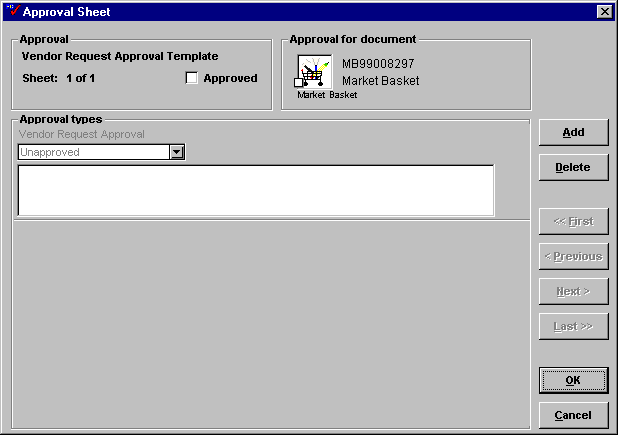 Approval Sheet
Approval
Vendor Request Approval Template
Sheet: 1 of 1
Approved
Approval for document
MB99008297
Market Basket
Market Basket
Approval types
Vendor Request Approval
Unapproved
Add
Delete
<< First
< Previous
Next >
Last >>
OK
Cancel